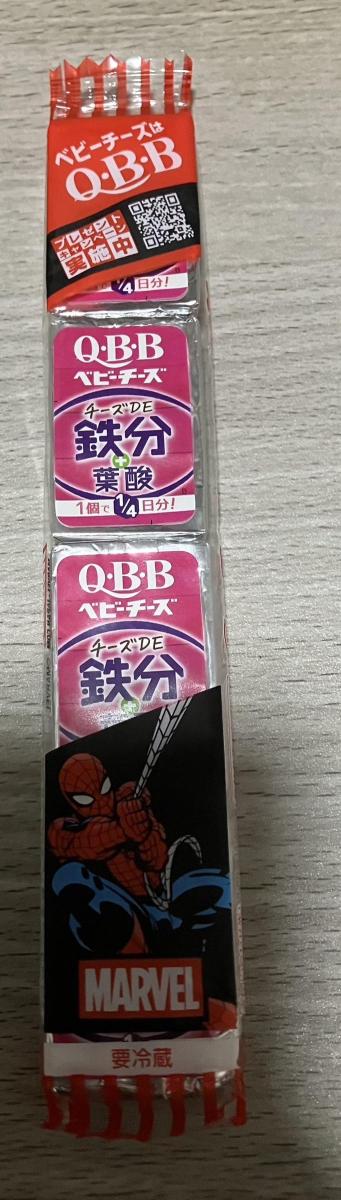 ベビーチーズは
Q・B・B
プレゼント
キャンペーン
実施中
1/4日分!
Q・B・B
ベビーチーズ
チーズDE
鉄分
+
葉酸
1個で1/4日分!
Q・B・B
ベビーチーズ
チーズDE
鉄分
+
MARVEL
要冷蔵